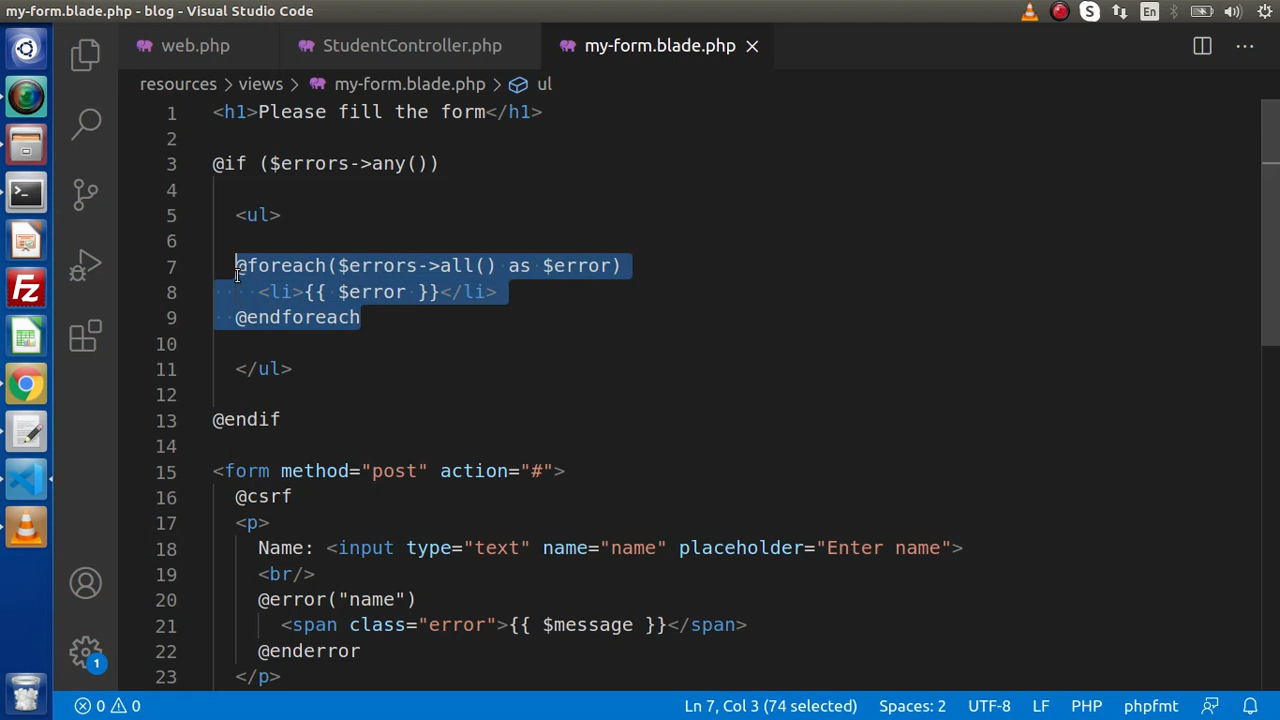 my-form.blade.php - blog - Visual Studio Code
En
web.php
StudentController.php
my-form.blade.php
resources > views > my-form.blade.php > ul
1 <h1>Please fill the form</h1>
2
3 @if ($errors->any())
4
5 <ul>
6
7 @foreach($errors->all() as $error)
8 <li>{{ $error }}</li>
9 @endforeach
10
11 </ul>
12
13 @endif
14
15 <form method="post" action="#">
16 @csrf
17 <p>
18 Name: <input type="text" name="name" placeholder="Enter name">
19 <br/>
20 @error("name")
21 <span class="error">{{ $message }}</span>
22 @enderror
23 </p>
1
0 0 Ln 7, Col 3 (74 selected) Spaces: 2 UTF-8 LF PHP phpfmt